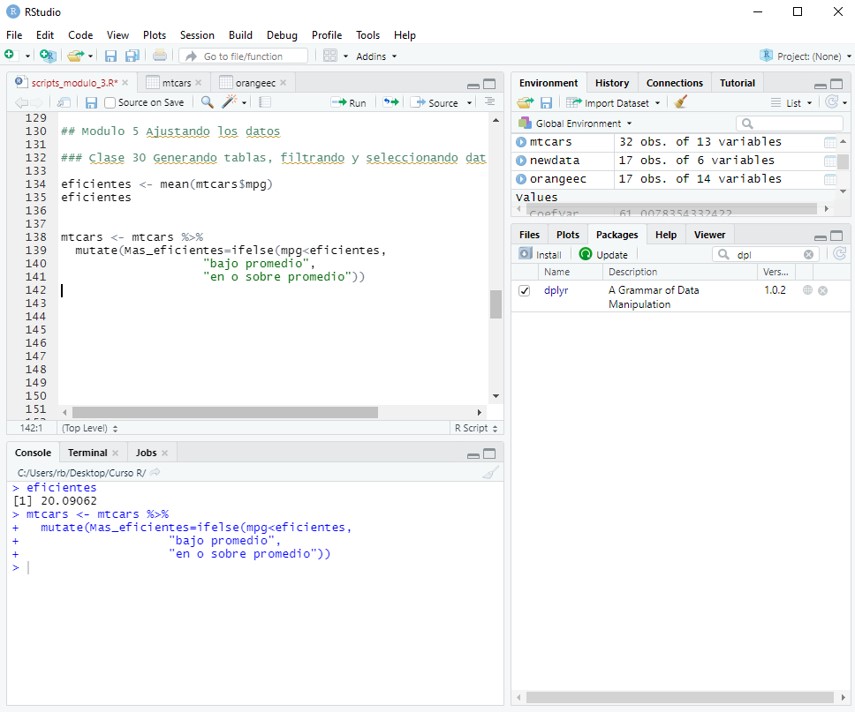 RStudio
File Edit Code View Plots Session Build Debug Profile Tools Help
Go to file/function Addins Project: (None)
scripts_modulo_3.R* mtcars orangeec
Source on Save Run Source
129
130 ## Modulo 5 Ajustando los datos
131
132 ### Clase 30 Generando tablas, filtrando y seleccionando dat
133
134 eficientes <- mean(mtcars$mpg)
135 eficientes
136
137
138 mtcars <- mtcars %>%
139 mutate(Mas_eficientes=ifelse(mpg<eficientes,
140 "bajo promedio",
141 "en o sobre promedio"))
142
143
144
145
146
147
148
149
150
151
142:1 (Top Level) R Script
Console Terminal Jobs
C:/Users/rb/Desktop/Curso R/
> eficientes
[1] 20.09062
> mtcars <- mtcars %>%
+ mutate(Mas_eficientes=ifelse(mpg<eficientes,
+ "bajo promedio",
+ "en o sobre promedio"))
>
Environment History Connections Tutorial
Import Dataset List
Global Environment
mtcars 32 obs. of 13 variables
newdata 17 obs. of 6 variables
orangeec 17 obs. of 14 variables
Values
coefvar 61.0078354332422
Files Plots Packages Help Viewer
Install Update dpl
Name Description Vers...
dplyr A Grammar of Data 1.0.2
Manipulation